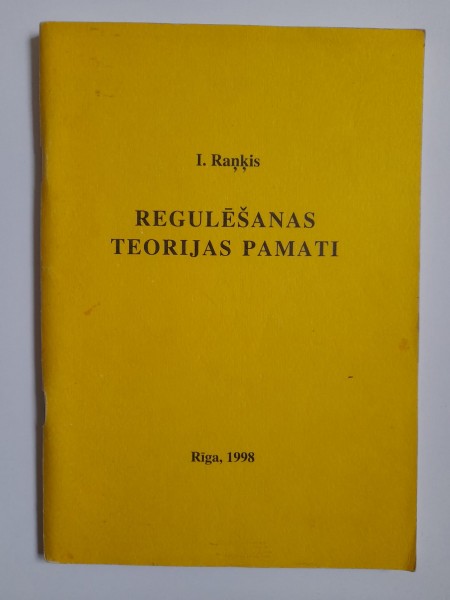 I. Raņķis
REGULĒŠANAS
TEORIJAS PAMATI
Rīga, 1998